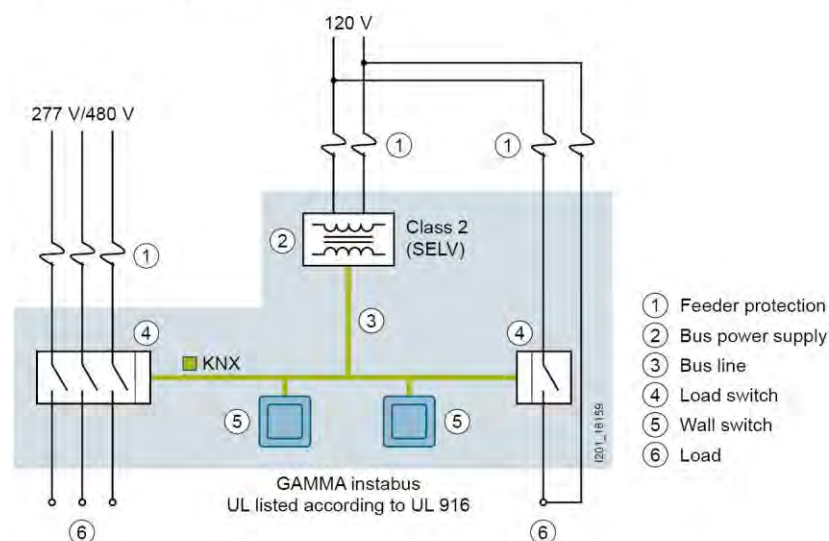 120 V
277 V/480 V
1
1
1
2
Class 2
(SELV)
3
4
4
KNX
5
5
I201_18159
GAMMA instabus
UL listed according to UL 916
6
6
1 Feeder protection
2 Bus power supply
3 Bus line
4 Load switch
5 Wall switch
6 Load